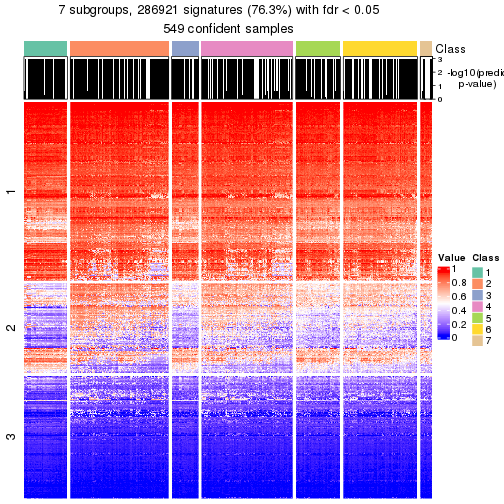 7 subgroups, 286921 signatures (76.3%) with fdr < 0.05
549 confident samples
Class
3
2
1
0
-log10(predi
p-value)
1
2
3
Value
1
0.8
0.6
0.4
0.2
0
Class
1
2
3
4
5
6
7